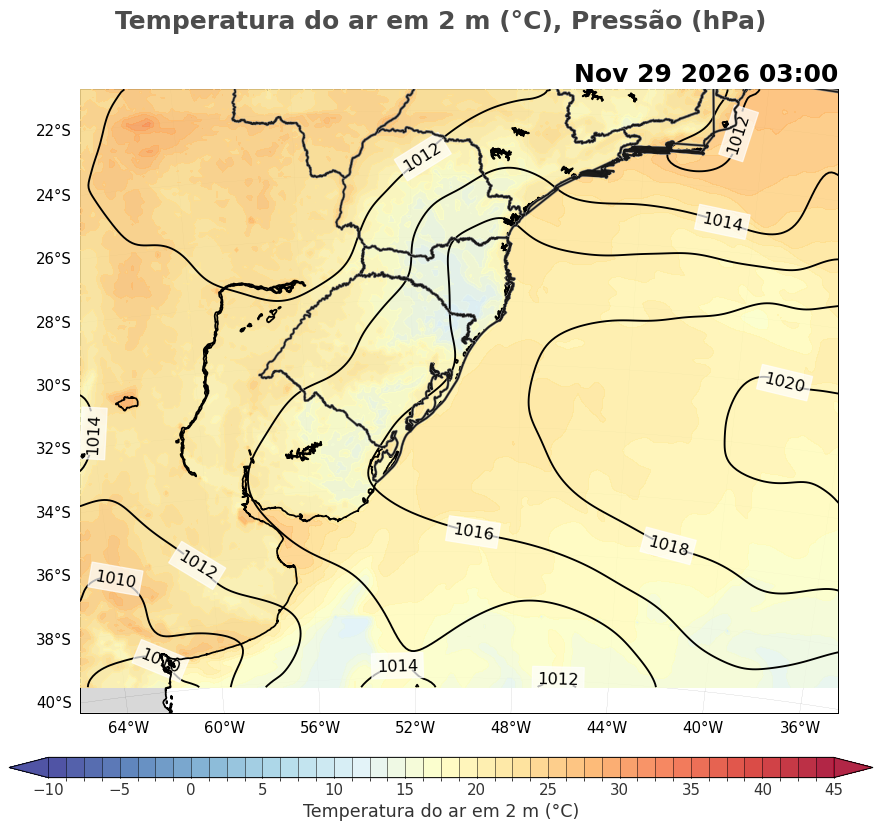 Temperatura do ar em 2 m (°C), Pressão (hPa)
Nov 29 2026 03:00
22°S
24°S
26°S
28°S
30°S
32°S
34°S
36°S
38°S
40°S
1012
1012
1014
1020
1014
1016
1018
1012
1010
1014
1012
64°W
60°W
56°W
52°W
48°W
44°W
40°W
36°W
−10
−5
0
5
10
15
20
25
30
35
40
45
Temperatura do ar em 2 m (°C)